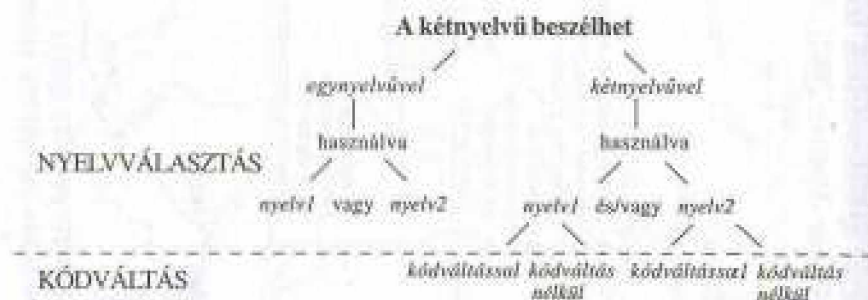 A kétnyelvű beszélhet
egynyelvűvel kétnyelvűvel
használva használva
NYELVVÁLASZTÁS
nyelv1 vagy nyelv2 nyelv1 és/vagy nyelv2
KÓDVÁLTÁS
kódváltással kódváltás nélkül kódváltással kódváltás nélkül